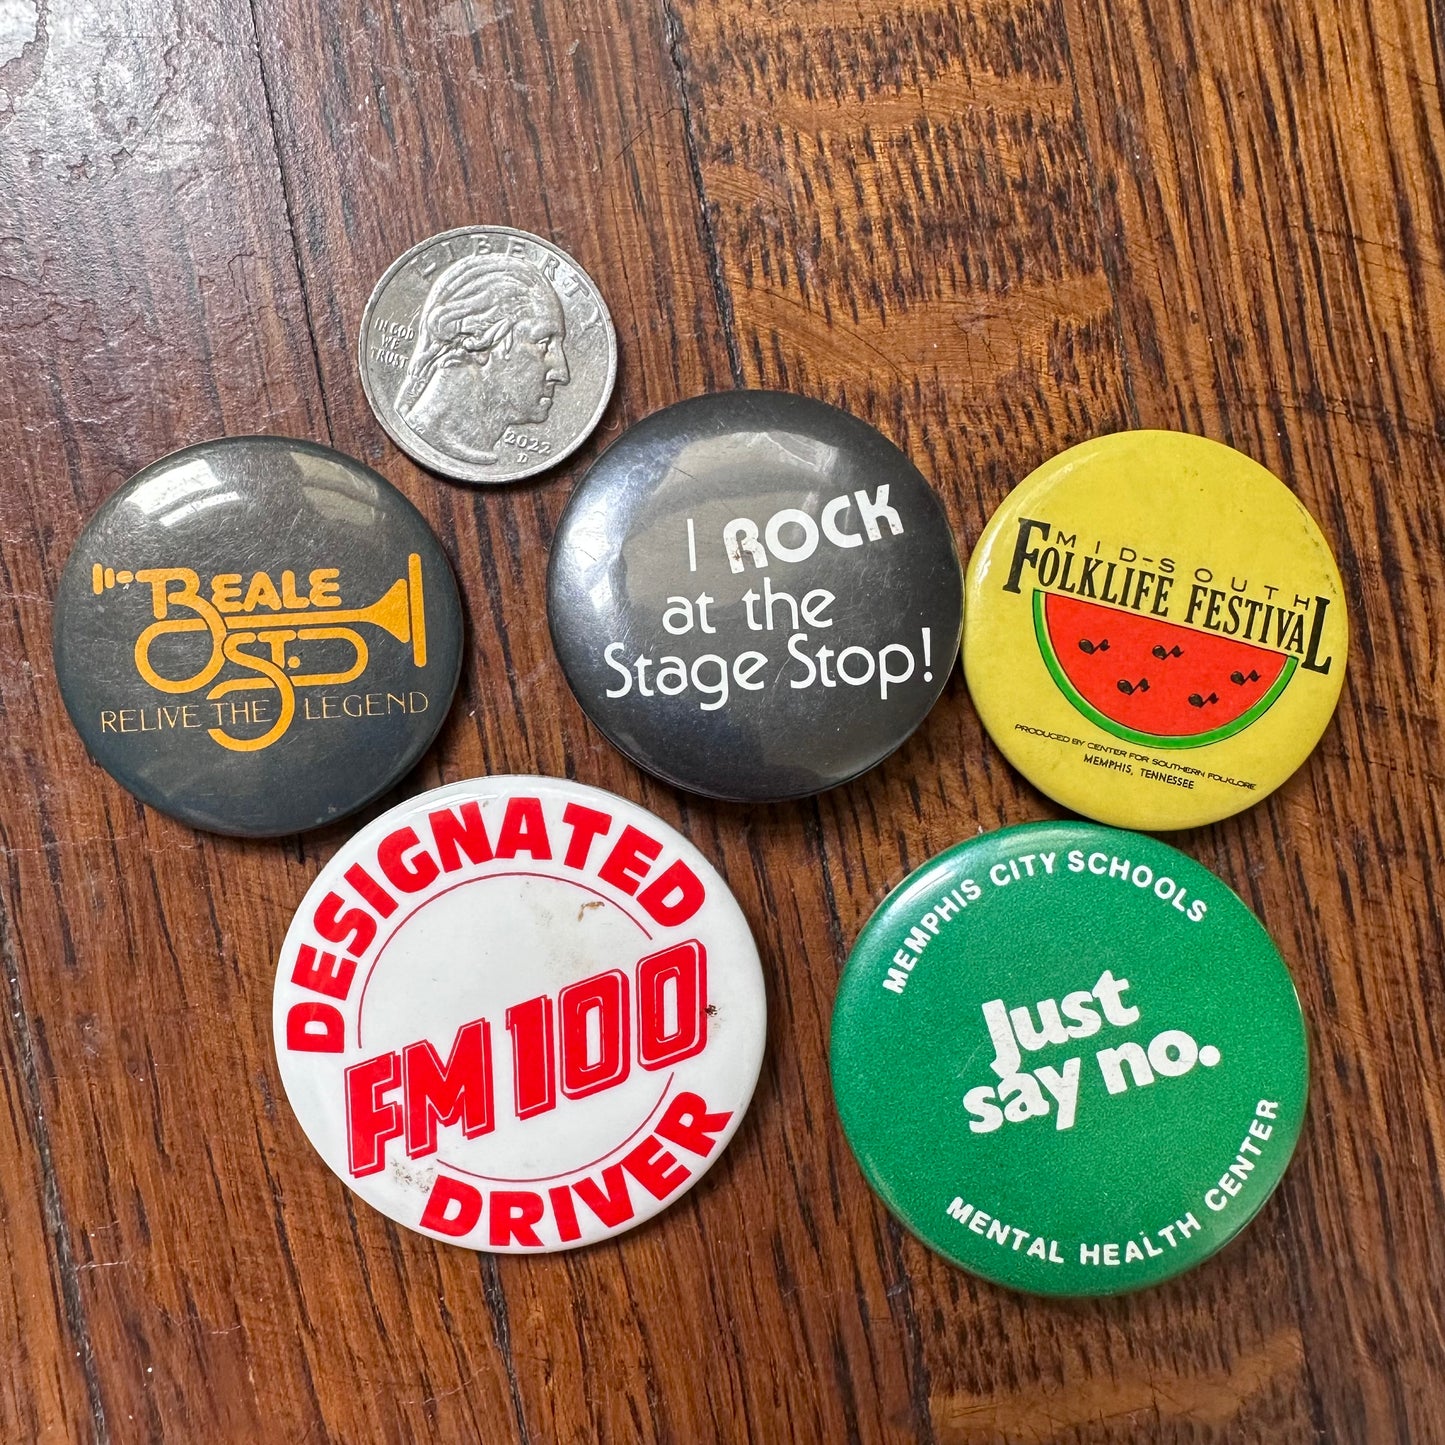 LIBERTY
IN GOD
WE
TRUST
2022
D
BEALE
ST.
RELIVE THE LEGEND
I ROCK
at the
Stage Stop!
MID-SOUTH
FOLKLIFE FESTIVAL
PRODUCED BY CENTER FOR SOUTHERN FOLKLORE
MEMPHIS, TENNESSEE
DESIGNATED
FM100
DRIVER
MEMPHIS CITY SCHOOLS
Just
say no.
MENTAL HEALTH CENTER